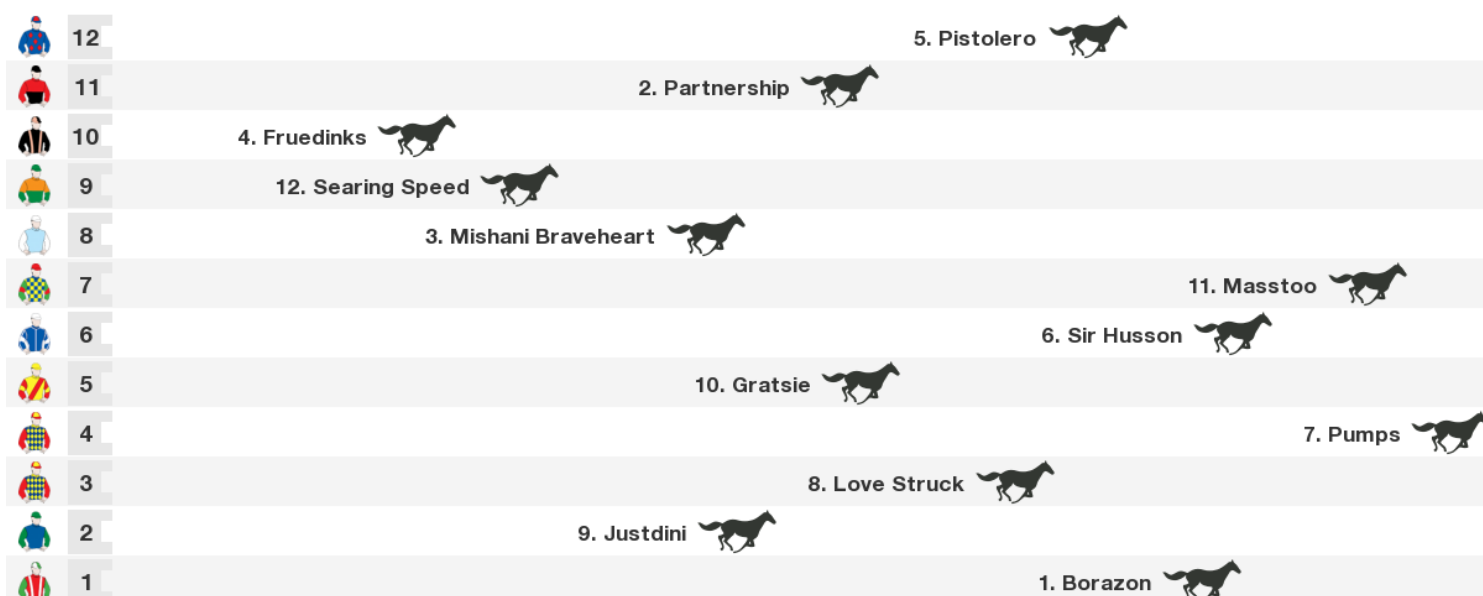 12 5. Pistolero
11 2. Partnership
10 4. Fruedinks
9 12. Searing Speed
8 3. Mishani Braveheart
7 11. Masstoo
6 6. Sir Husson
5 10. Gratsie
4 7. Pumps
3 8. Love Struck
2 9. Justdini
1 1. Borazon